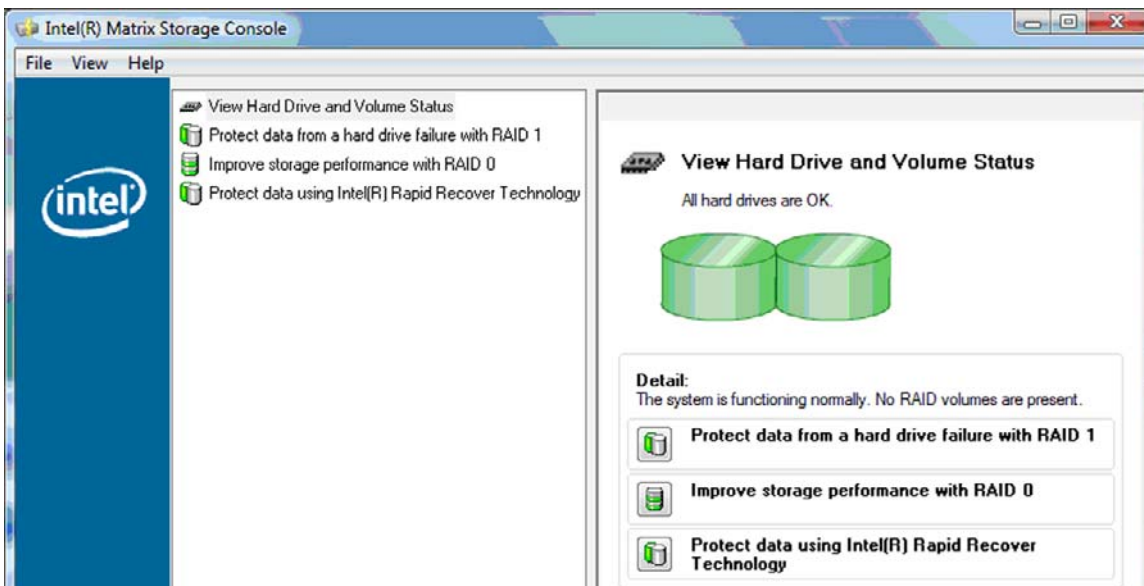 Intel(R) Matrix Storage Console
File View Help
intel
View Hard Drive and Volume Status
Protect data from a hard drive failure with RAID 1
Improve storage performance with RAID 0
Protect data using Intel(R) Rapid Recover Technology
View Hard Drive and Volume Status
All hard drives are OK.
Detail:
The system is functioning normally. No RAID volumes are present.
Protect data from a hard drive failure with RAID 1
Improve storage performance with RAID 0
Protect data using Intel(R) Rapid Recover
Technology